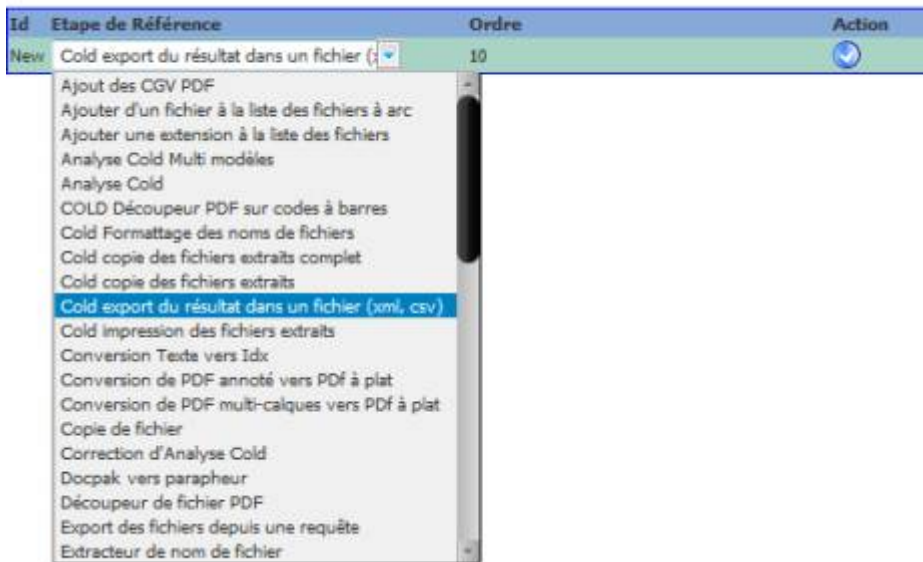 Id Etape de Référence Ordre Action
New Cold export du résultat dans un fichier (x 10
Ajout des CGV PDF
Ajouter d'un fichier à la liste des fichiers à arc
Ajouter une extension à la liste des fichiers
Analyse Cold Multi modèles
Analyse Cold
COLD Découpeur PDF sur codes à barres
Cold Formattage des noms de fichiers
Cold copie des fichiers extraits complet
Cold copie des fichiers extraits
Cold export du résultat dans un fichier (xml, csv)
Cold impression des fichiers extraits
Conversion Texte vers Idx
Conversion de PDF annoté vers PDf à plat
Conversion de PDF multi-calques vers PDf à plat
Copie de fichier
Correction d'Analyse Cold
Docpak vers parapheur
Découpeur de fichier PDF
Export des fichiers depuis une requête
Extracteur de nom de fichier